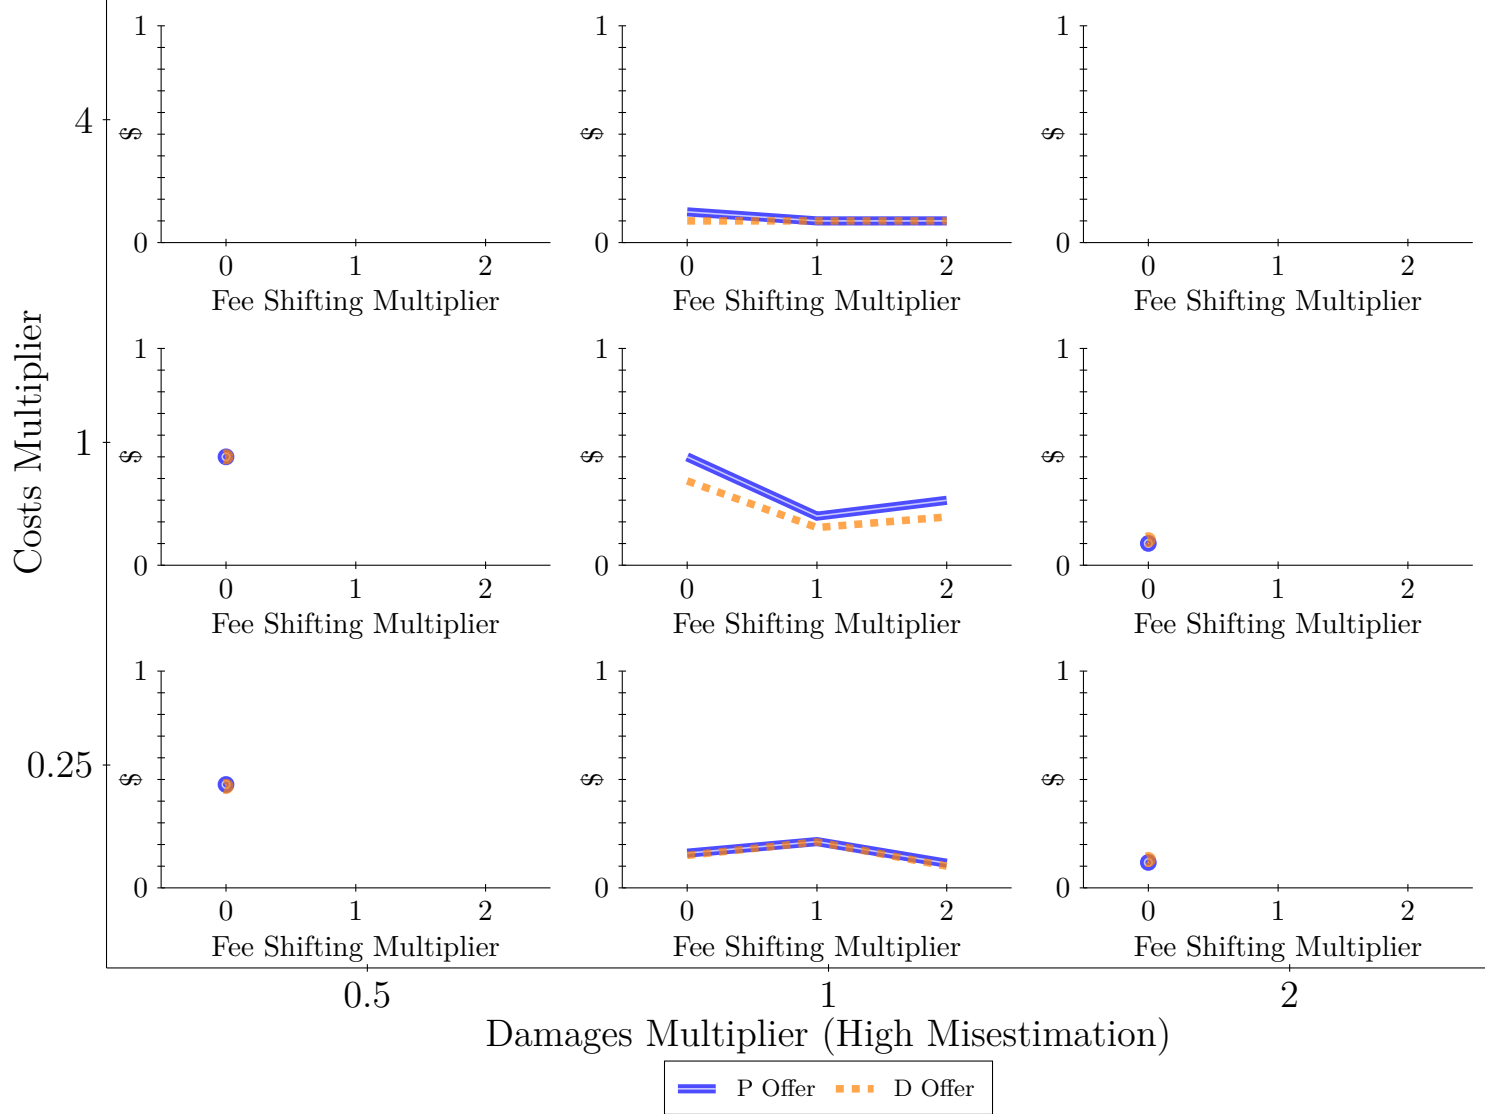 Costs Multiplier
4
1
0.25
1
$
0
0 1 2
Fee Shifting Multiplier
1
$
0
0 1 2
Fee Shifting Multiplier
1
$
0
0 1 2
Fee Shifting Multiplier
1
$
0
0 1 2
Fee Shifting Multiplier
1
$
0
0 1 2
Fee Shifting Multiplier
1
$
0
0 1 2
Fee Shifting Multiplier
1
$
0
0 1 2
Fee Shifting Multiplier
1
$
0
0 1 2
Fee Shifting Multiplier
1
$
0
0 1 2
Fee Shifting Multiplier
0.5 1 2
Damages Multiplier (High Misestimation)
P Offer D Offer